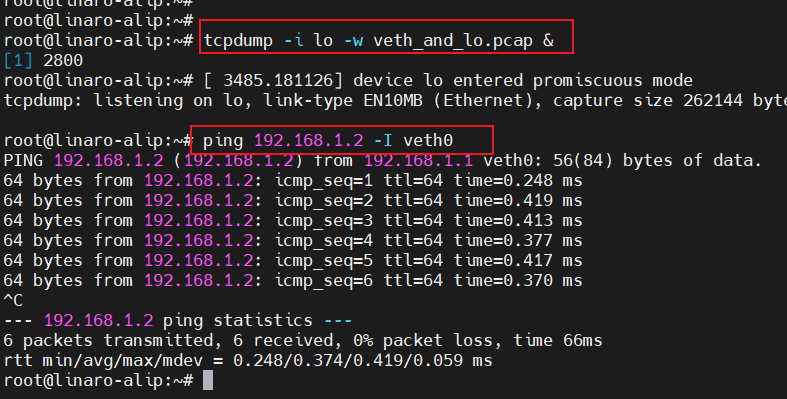 root@linaro-alip:~#
root@linaro-alip:~#
root@linaro-alip:~# tcpdump -i lo -w veth_and_lo.pcap &
[1] 2800
root@linaro-alip:~# [ 3485.181126] device lo entered promiscuous mode
tcpdump: listening on lo, link-type EN10MB (Ethernet), capture size 262144 byte
root@linaro-alip:~# ping 192.168.1.2 -I veth0
PING 192.168.1.2 (192.168.1.2) from 192.168.1.1 veth0: 56(84) bytes of data.
64 bytes from 192.168.1.2: icmp_seq=1 ttl=64 time=0.248 ms
64 bytes from 192.168.1.2: icmp_seq=2 ttl=64 time=0.419 ms
64 bytes from 192.168.1.2: icmp_seq=3 ttl=64 time=0.413 ms
64 bytes from 192.168.1.2: icmp_seq=4 ttl=64 time=0.377 ms
64 bytes from 192.168.1.2: icmp_seq=5 ttl=64 time=0.417 ms
64 bytes from 192.168.1.2: icmp_seq=6 ttl=64 time=0.370 ms
^C
--- 192.168.1.2 ping statistics ---
6 packets transmitted, 6 received, 0% packet loss, time 66ms
rtt min/avg/max/mdev = 0.248/0.374/0.419/0.059 ms
root@linaro-alip:~#